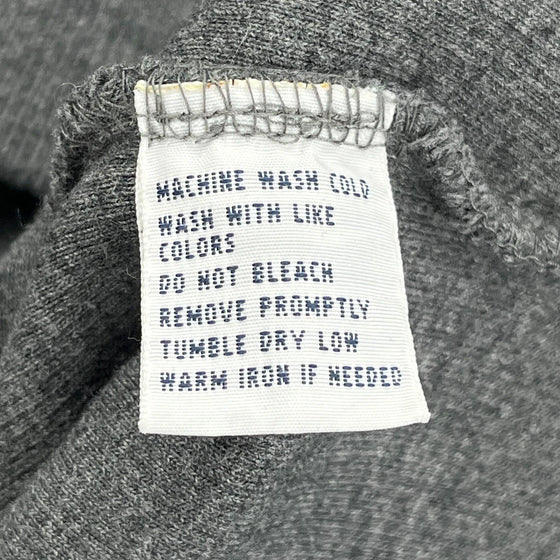 MACHINE WASH COLD
WASH WITH LIKE
COLORS
DO NOT BLEACH
REMOVE PROMPTLY
TUMBLE DRY LOW
WARM IRON IF NEEDED